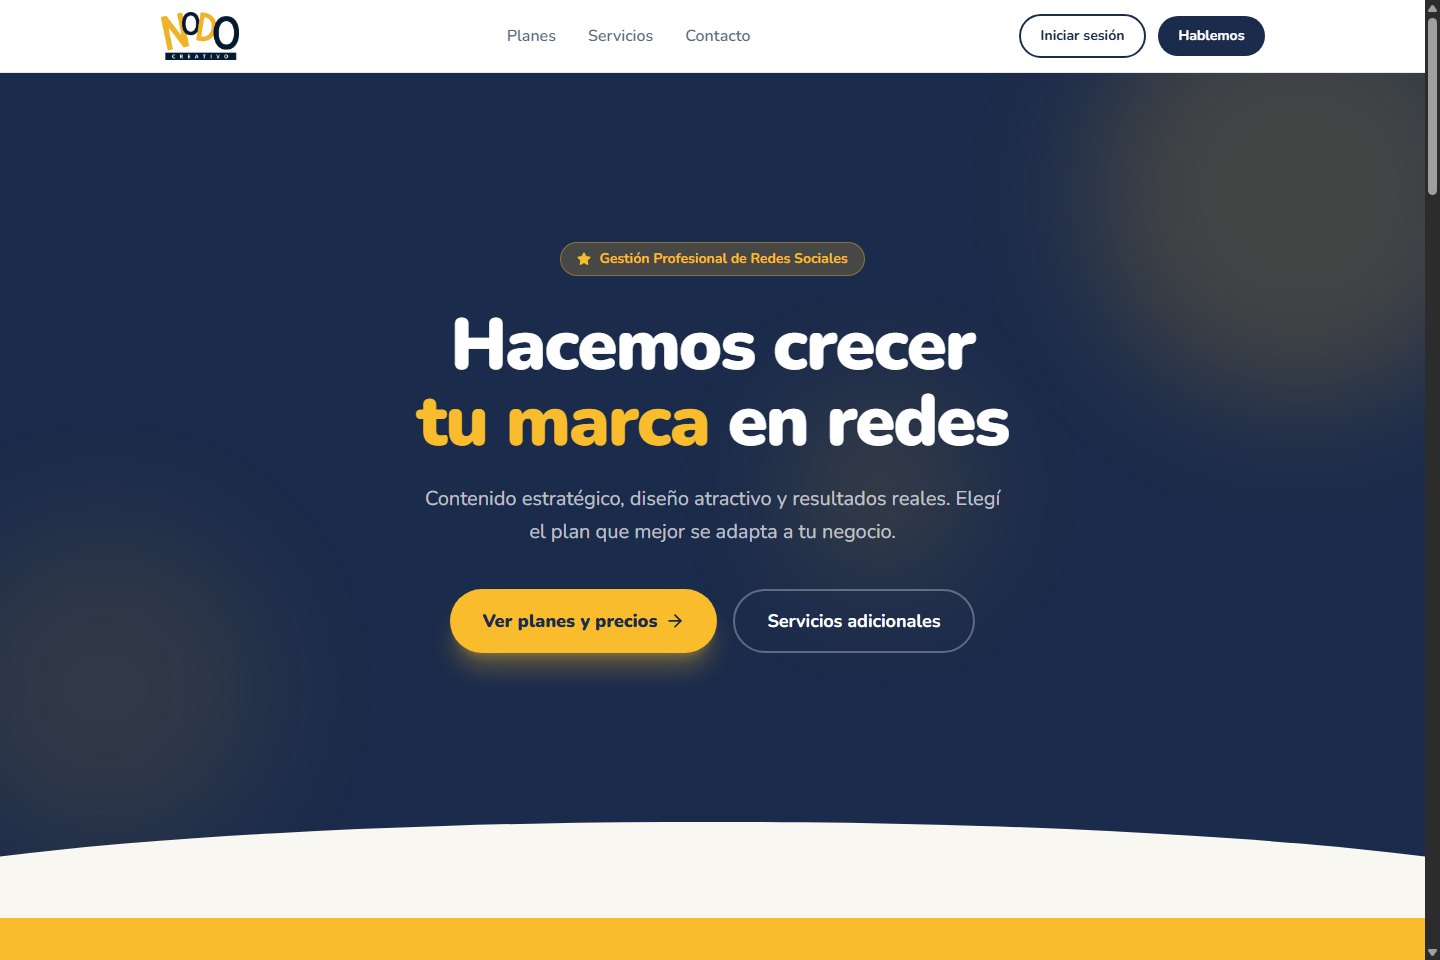 NODO
CREATIVO
Planes
Servicios
Contacto
Iniciar sesión
Hablemos
Gestión Profesional de Redes Sociales
Hacemos crecer
tu marca en redes
Contenido estratégico, diseño atractivo y resultados reales. Elegí
el plan que mejor se adapta a tu negocio.
Ver planes y precios →
Servicios adicionales